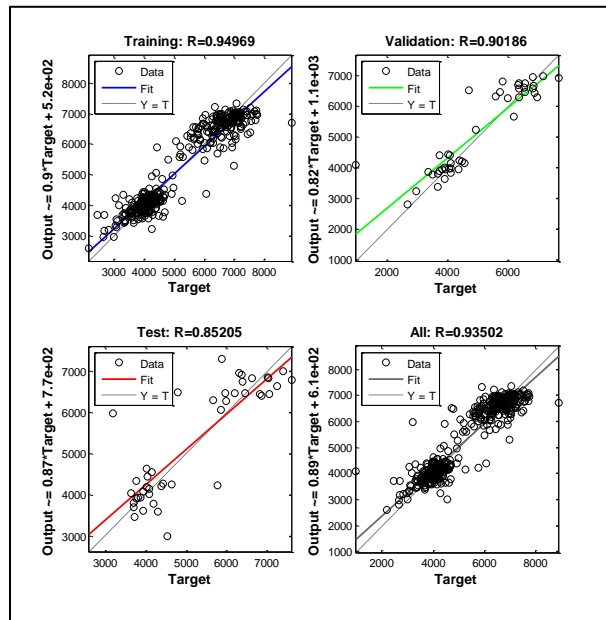 Training: R=0.94969
Output ~= 0.9*Target + 5.2e+02
8000
7000
6000
5000
4000
3000
Data
Fit
Y = T
3000 4000 5000 6000 7000 8000
Target
Validation: R=0.90186
Output ~= 0.82*Target + 1.1e+03
7000
6000
5000
4000
3000
2000
1000
Data
Fit
Y = T
2000 4000 6000
Target
Test: R=0.85205
Output ~= 0.87*Target + 7.7e+02
7000
6000
5000
4000
3000
Data
Fit
Y = T
3000 4000 5000 6000 7000
Target
All: R=0.93502
Output ~= 0.89*Target + 6.1e+02
8000
7000
6000
5000
4000
3000
2000
1000
Data
Fit
Y = T
2000 4000 6000 8000
Target